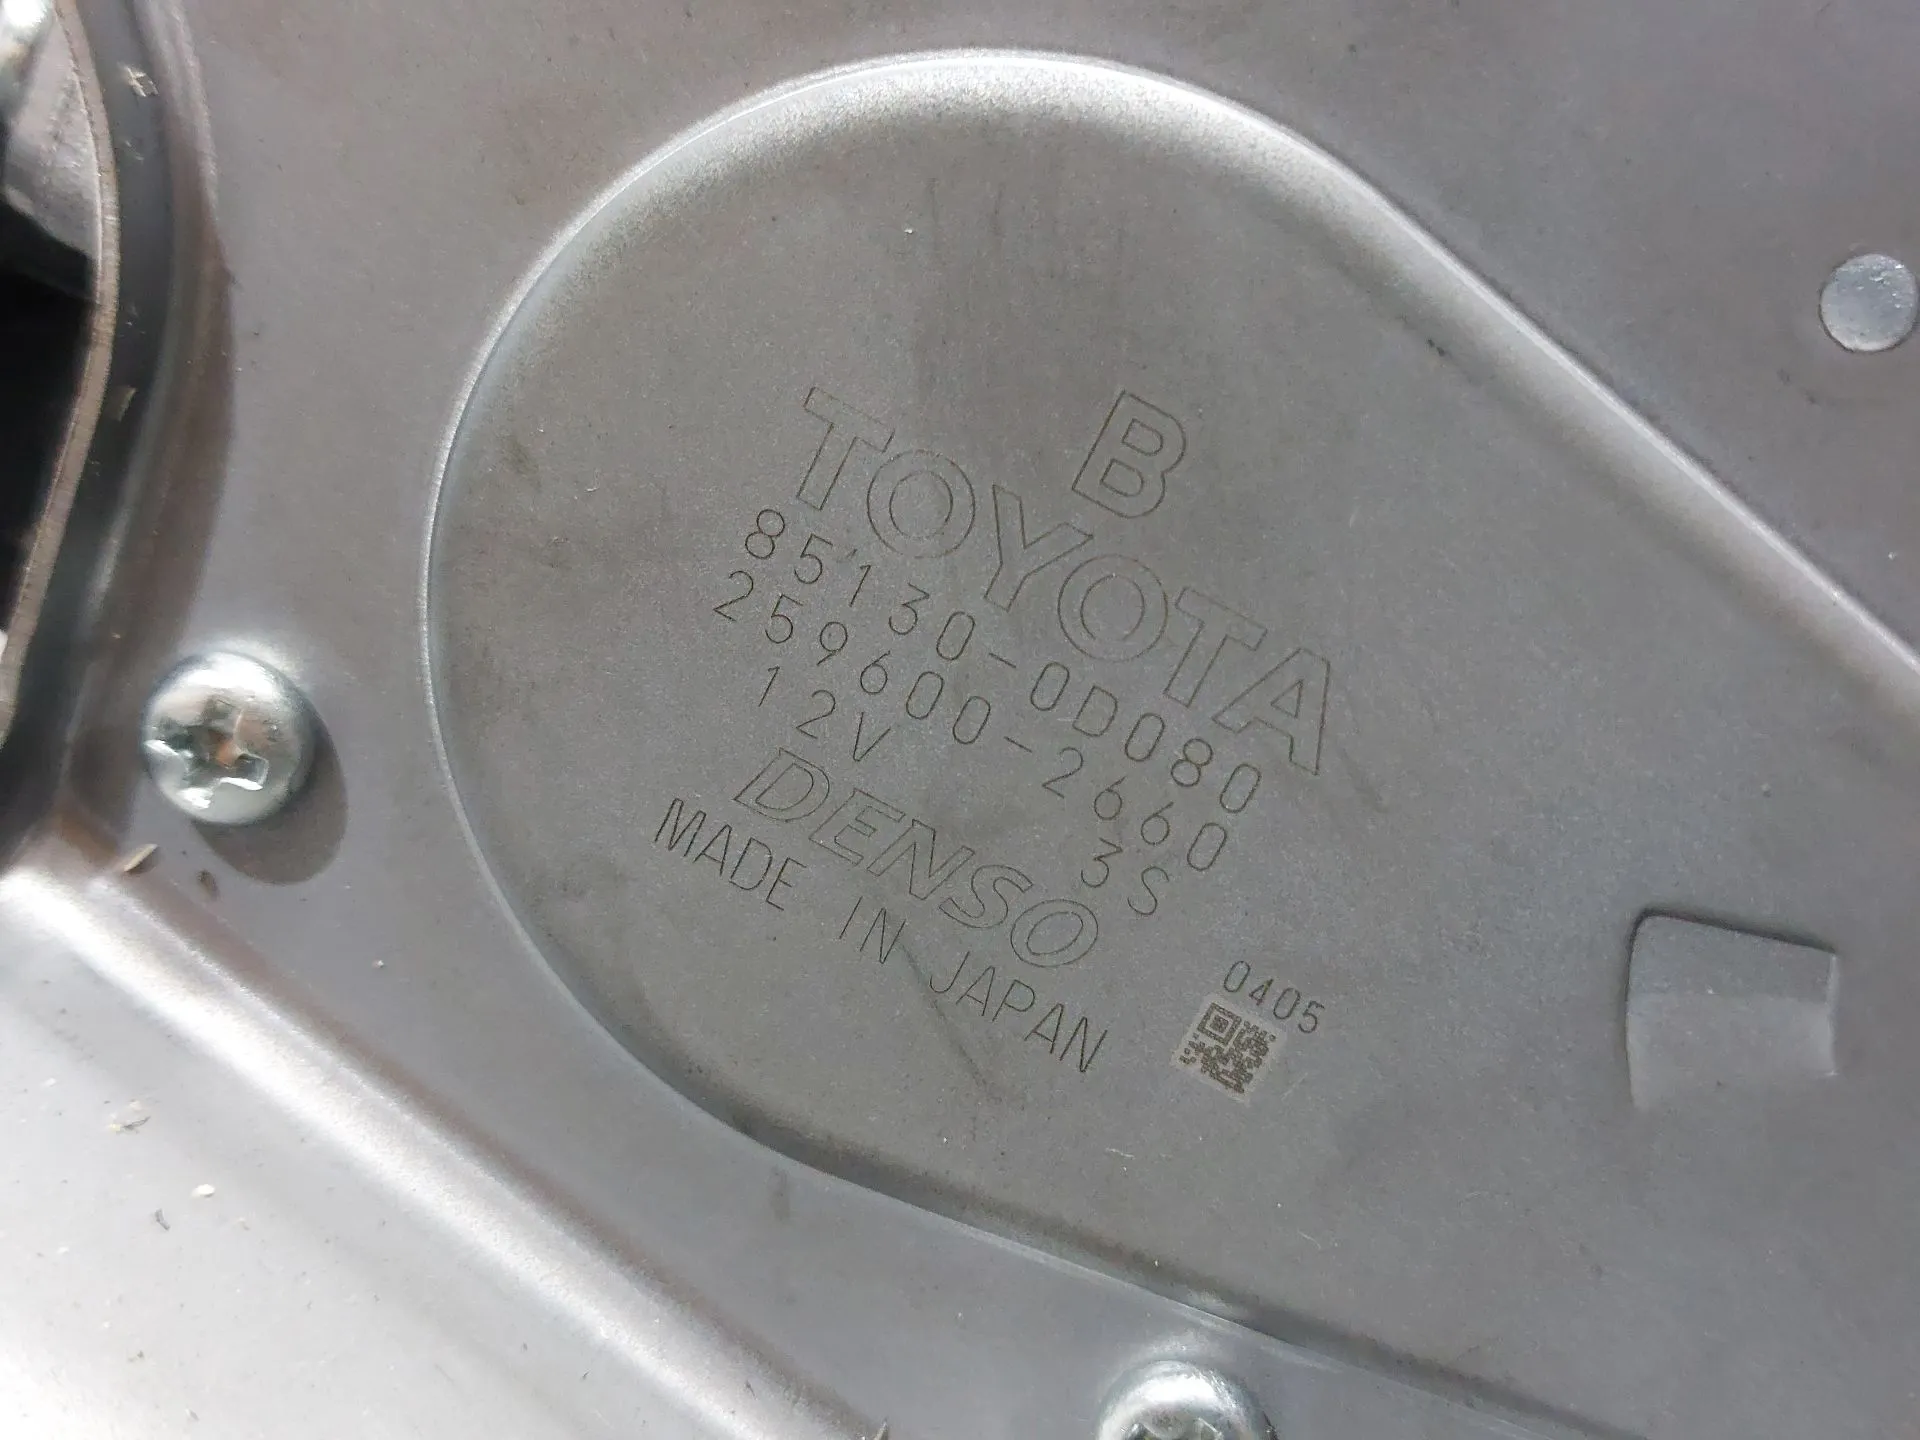 B
TOYOTA
85130-0D080
259600-2660
12V 3S
DENSO
MADE IN JAPAN
0405